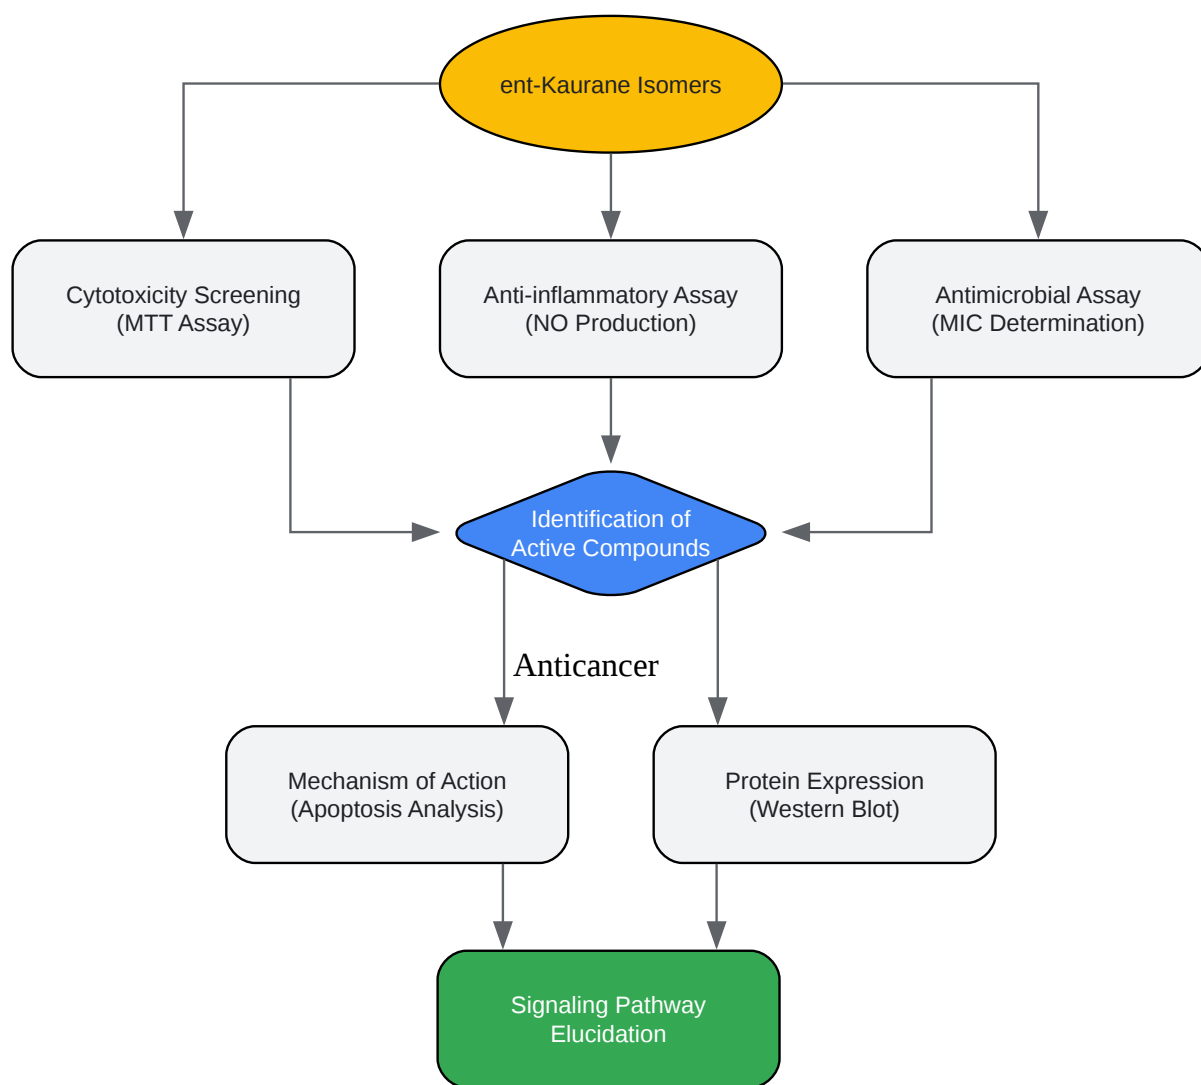 ent-Kaurane Isomers
Cytotoxicity Screening
(MTT Assay)
Anti-inflammatory Assay
(NO Production)
Antimicrobial Assay
(MIC Determination)
Identification of
Active Compounds
Anticancer
Mechanism of Action
(Apoptosis Analysis)
Protein Expression
(Western Blot)
Signaling Pathway
Elucidation